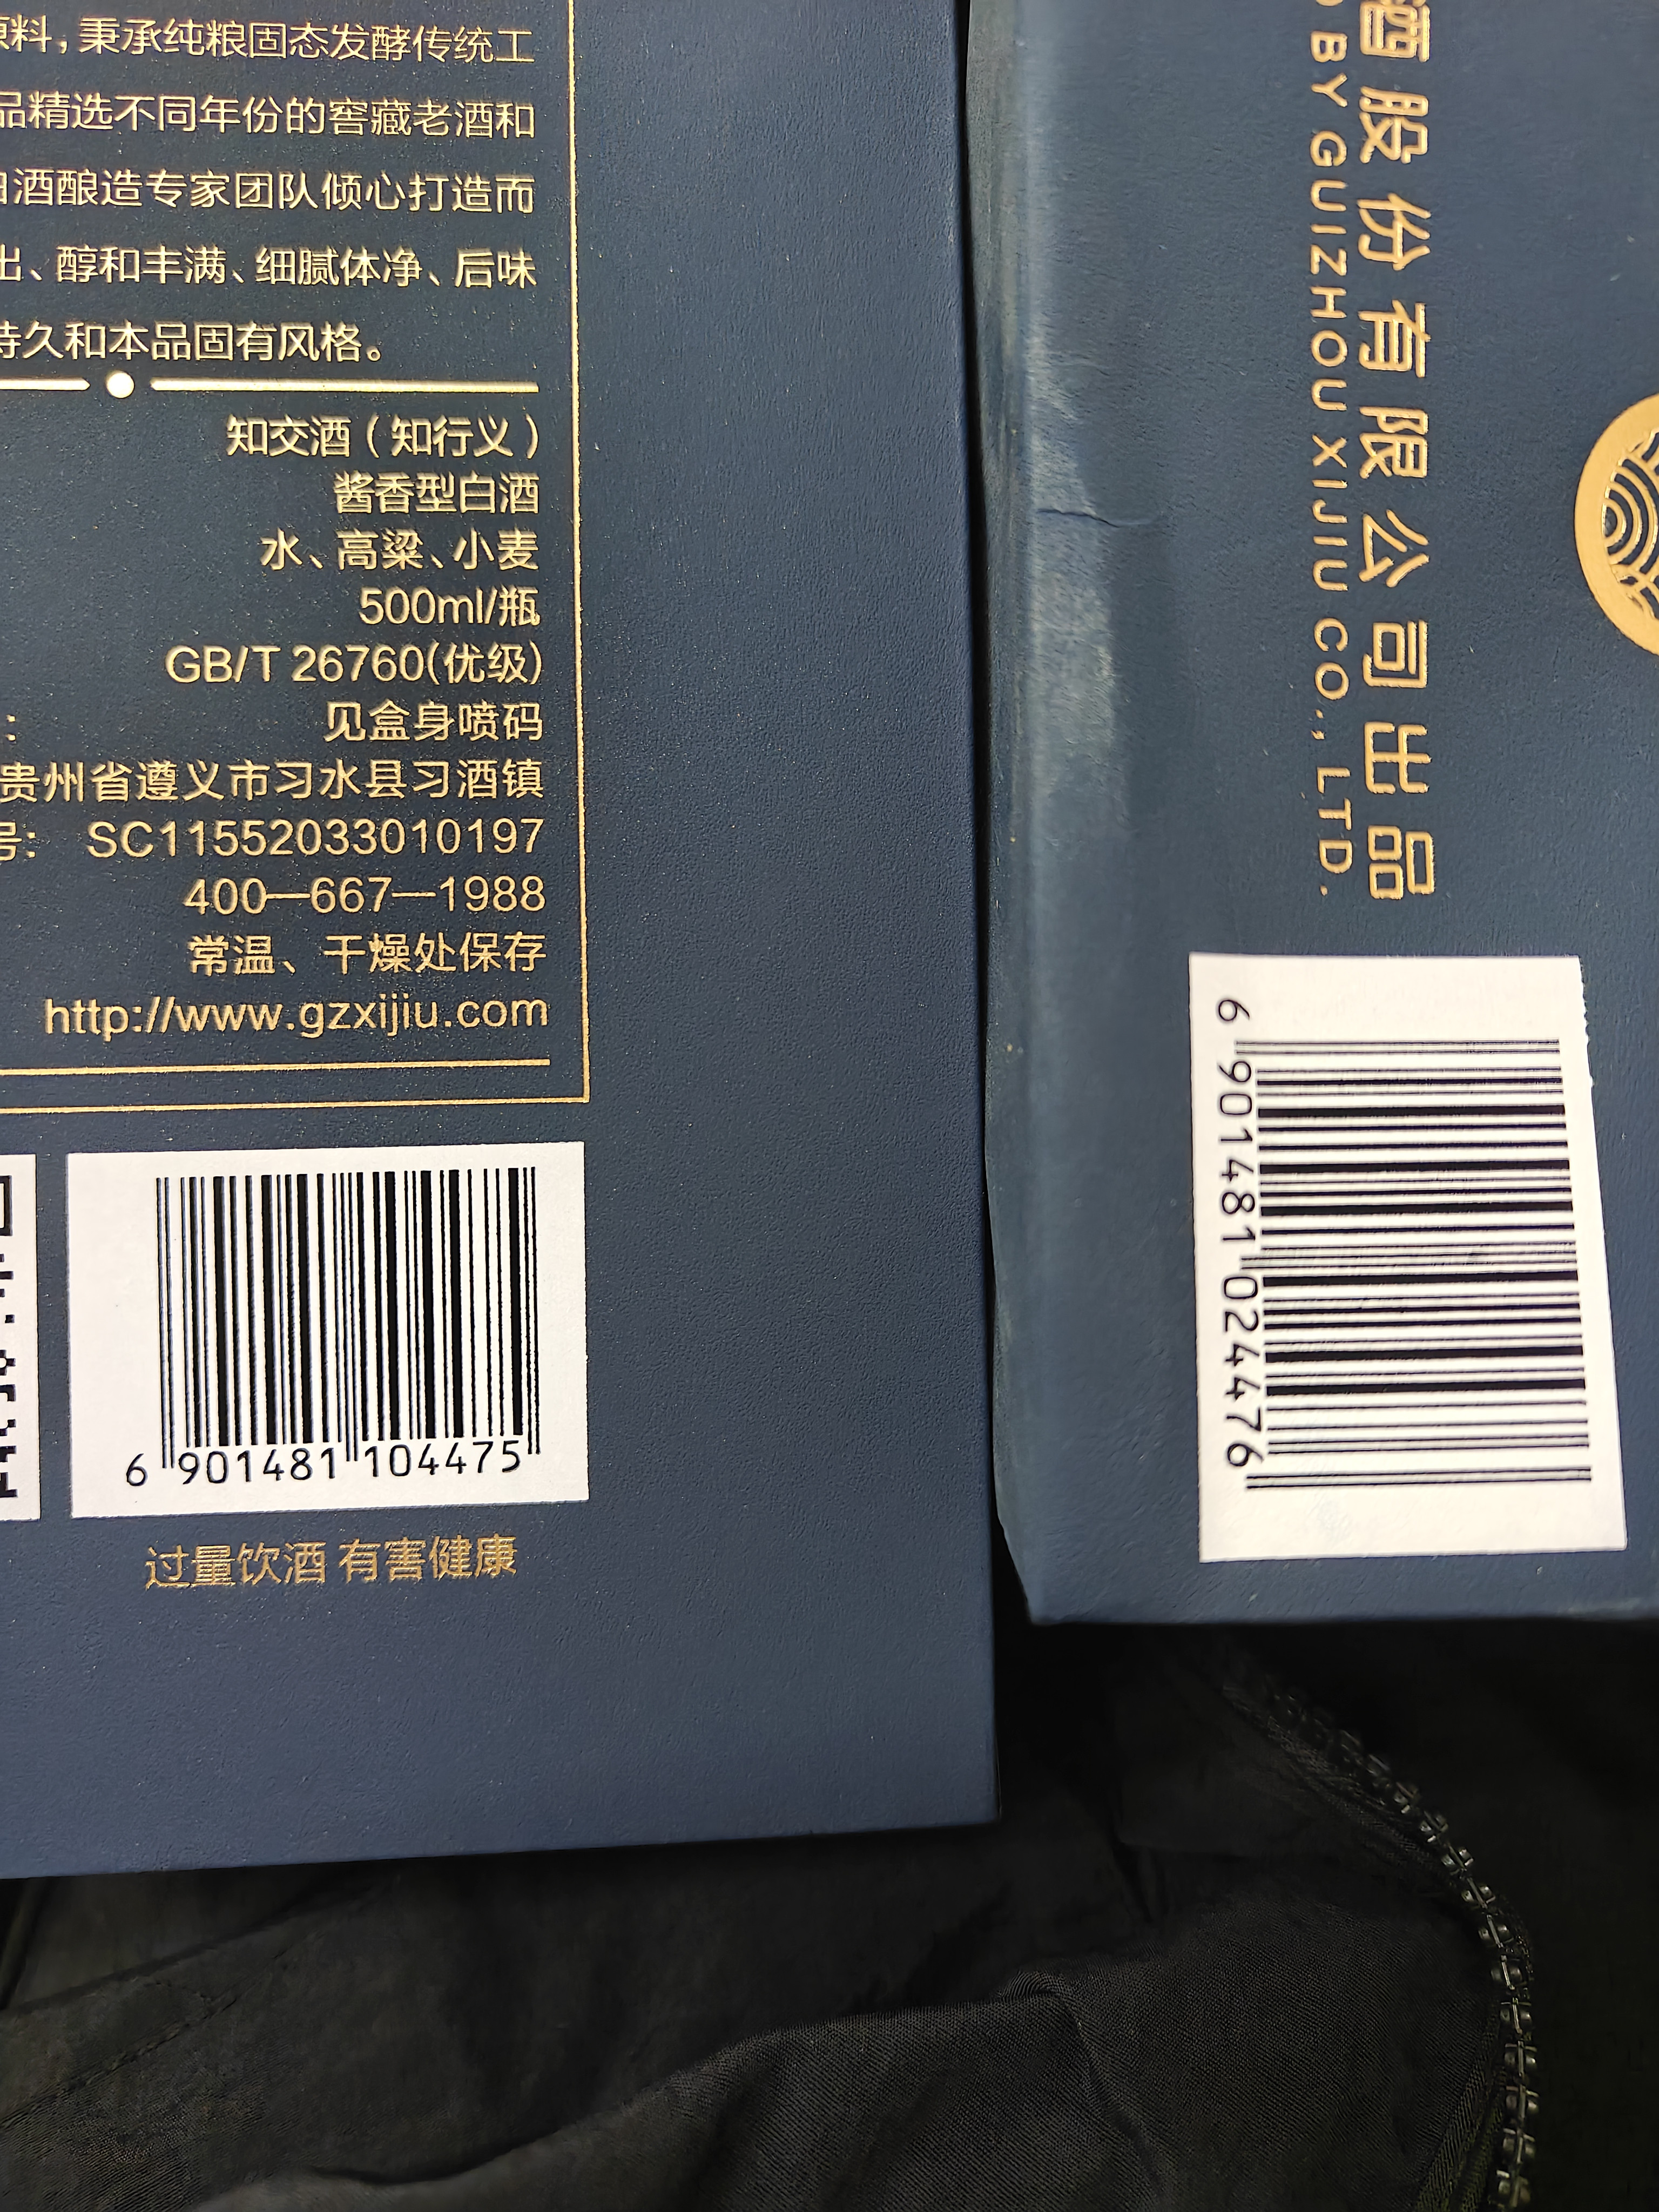 料,秉承纯粮固态发酵传统工
品精选不同年份的窖藏老酒和
酒酿造专家团队倾心打造而
出、醇和丰满、细腻体净、后味
持久和本品固有风格。
知交酒(知行义)
酱香型白酒
水、高粱、小麦
500ml/瓶
GB/T 26760(优级)
: 见盒身喷码
贵州省遵义市习水县习酒镇
号: SC11552033010197
400—667—1988
常温、干燥处保存
http://www.gzxijiu.com
6 901481 104475
过量饮酒 有害健康
酒股份有限公司出品
BY GUIZHOU XIJIU CO., LTD.
6 901481 024476